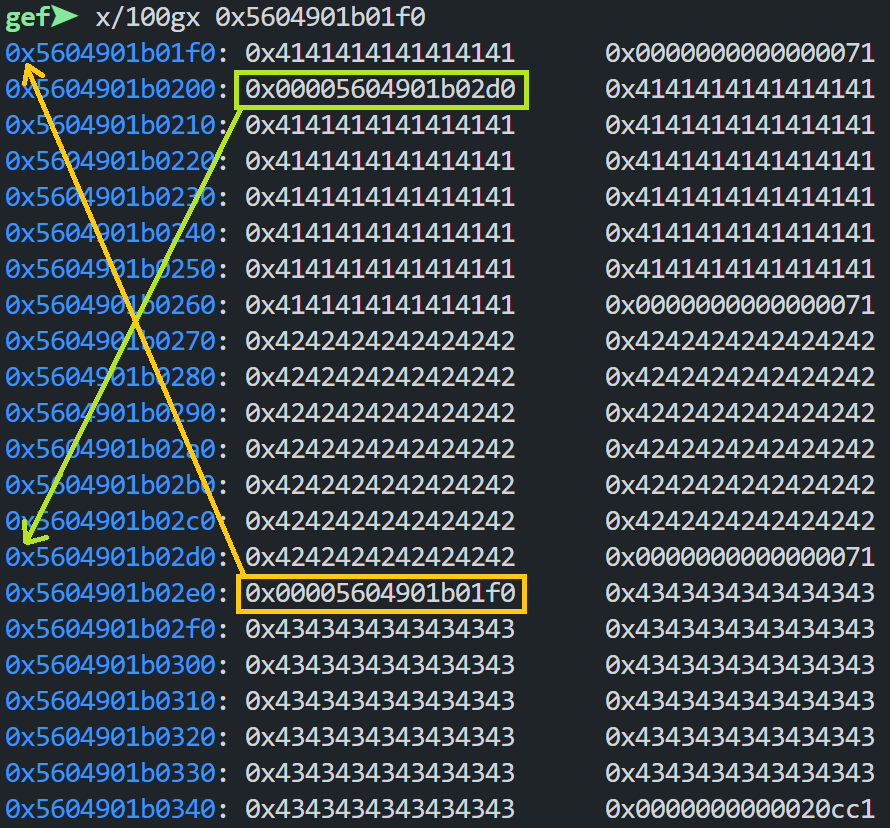 gef➤ x/100gx 0x5604901b01f0
0x5604901b01f0: 0x4141414141414141 0x0000000000000071
0x5604901b0200: 0x00005604901b02d0 0x4141414141414141
0x5604901b0210: 0x4141414141414141 0x4141414141414141
0x5604901b0220: 0x4141414141414141 0x4141414141414141
0x5604901b0230: 0x4141414141414141 0x4141414141414141
0x5604901b0240: 0x4141414141414141 0x4141414141414141
0x5604901b0250: 0x4141414141414141 0x4141414141414141
0x5604901b0260: 0x4141414141414141 0x0000000000000071
0x5604901b0270: 0x4242424242424242 0x4242424242424242
0x5604901b0280: 0x4242424242424242 0x4242424242424242
0x5604901b0290: 0x4242424242424242 0x4242424242424242
0x5604901b02a0: 0x4242424242424242 0x4242424242424242
0x5604901b02b0: 0x4242424242424242 0x4242424242424242
0x5604901b02c0: 0x4242424242424242 0x4242424242424242
0x5604901b02d0: 0x4242424242424242 0x0000000000000071
0x5604901b02e0: 0x00005604901b01f0 0x4343434343434343
0x5604901b02f0: 0x4343434343434343 0x4343434343434343
0x5604901b0300: 0x4343434343434343 0x4343434343434343
0x5604901b0310: 0x4343434343434343 0x4343434343434343
0x5604901b0320: 0x4343434343434343 0x4343434343434343
0x5604901b0330: 0x4343434343434343 0x4343434343434343
0x5604901b0340: 0x4343434343434343 0x0000000000020cc1